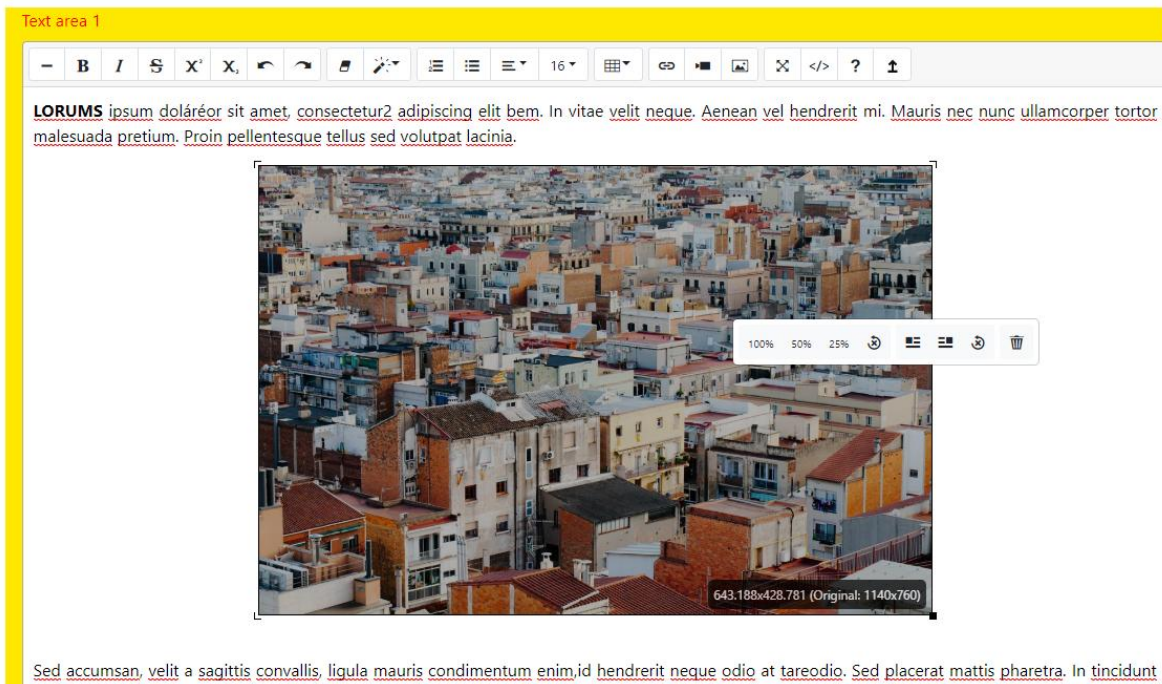 Text area 1
B I S X² X₂ 16 </> ?
LORUMS ipsum doláréor sit amet, consectetur2 adipiscing elit bem. In vitae velit neque. Aenean vel hendrerit mi. Mauris nec nunc ullamcorper tortor
malesuada pretium. Proin pellentesque tellus sed volutpat lacinia.
100% 50% 25%
643.188x428.781 (Original: 1140x760)
Sed accumsan, velit a sagittis convallis, ligula mauris condimentum enim,id hendrerit neque odio at tareodio. Sed placerat mattis pharetra. In tincidunt